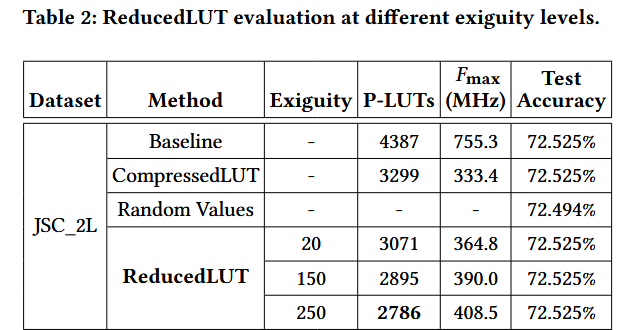 Table 2: ReducedLUT evaluation at different exiguity levels.
Dataset Method Exiguity P-LUTs Fmax (MHz) Test Accuracy
JSC_2L
Baseline - 4387 755.3 72.525%
CompressedLUT - 3299 333.4 72.525%
Random Values - - - 72.494%
ReducedLUT
20 3071 364.8 72.525%
150 2895 390.0 72.525%
250 2786 408.5 72.525%